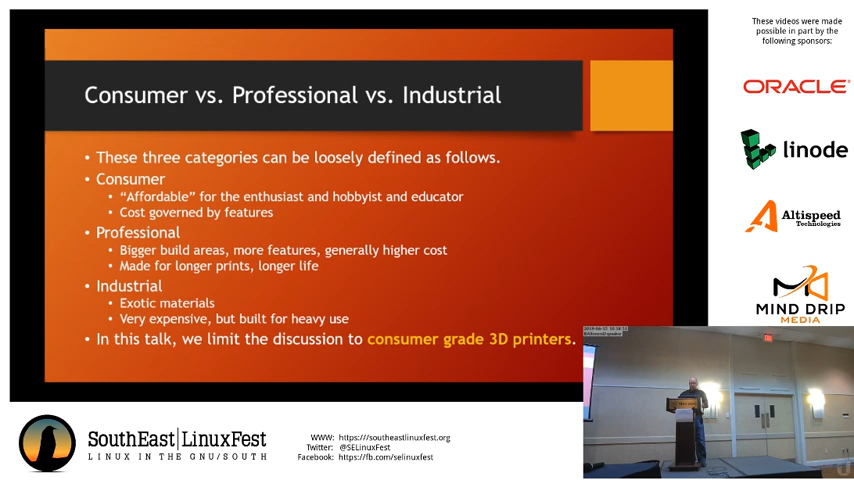 These videos were made
possible in part by the
following sponsors:
ORACLE
linode
Altispeed
Technologies
MIND DRIP
MEDIA
Consumer vs. Professional vs. Industrial
• These three categories can be loosely defined as follows.
• Consumer
• “Affordable” for the enthusiast and hobbyist and educator
• Cost governed by features
• Professional
• Bigger build areas, more features, generally higher cost
• Made for longer prints, longer life
• Industrial
• Exotic materials
• Very expensive, but built for heavy use
• In this talk, we limit the discussion to consumer grade 3D printers.
SouthEast|LinuxFest
LINUX IN THE GNU/SOUTH
WWW: https:///southeastlinuxfest.org
Twitter: @SELinuxFest
Facebook: https://fb.com/selinuxfest